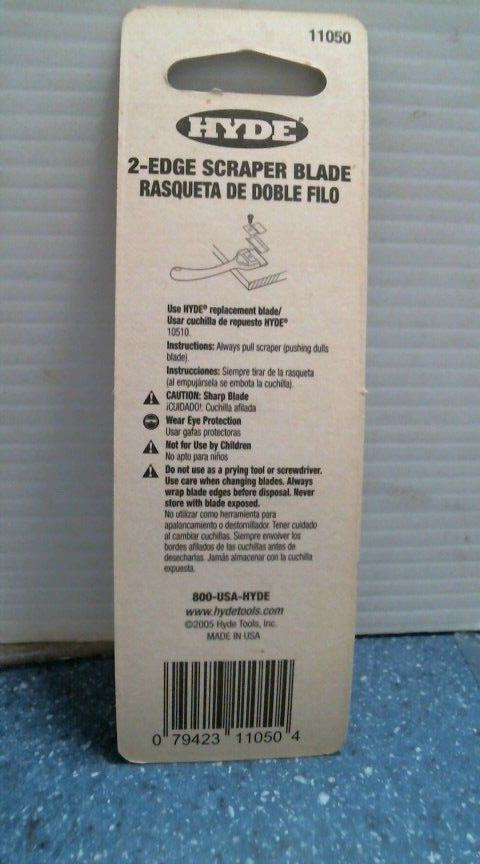 11050
HYDE®
2-EDGE SCRAPER BLADE
RASQUETA DE DOBLE FILO
Use HYDE® replacement blade/
Usar cuchilla de repuesto HYDE®
10510.
Instructions: Always pull scraper (pushing dulls
blade).
Instrucciones: Siempre tirar de la rasqueta
(al empujársela se embota la cuchilla).
CAUTION: Sharp Blade
¡CUIDADO!: Cuchilla afilada
Wear Eye Protection
Usar gafas protectoras
Not for Use by Children
No apto para niños
Do not use as a prying tool or screwdriver.
Use care when changing blades. Always
wrap blade edges before disposal. Never
store with blade exposed.
No utilizar como herramienta para
apalancamiento o destornillador. Tener cuidado
al cambiar cuchillas. Siempre envolver los
bordes afilados de las cuchillas antes de
desecharlas. Jamás almacenar con la cuchilla
expuesta.
800-USA-HYDE
www.hydetools.com
©2005 Hyde Tools, Inc.
MADE IN USA
0 79423 11050 4